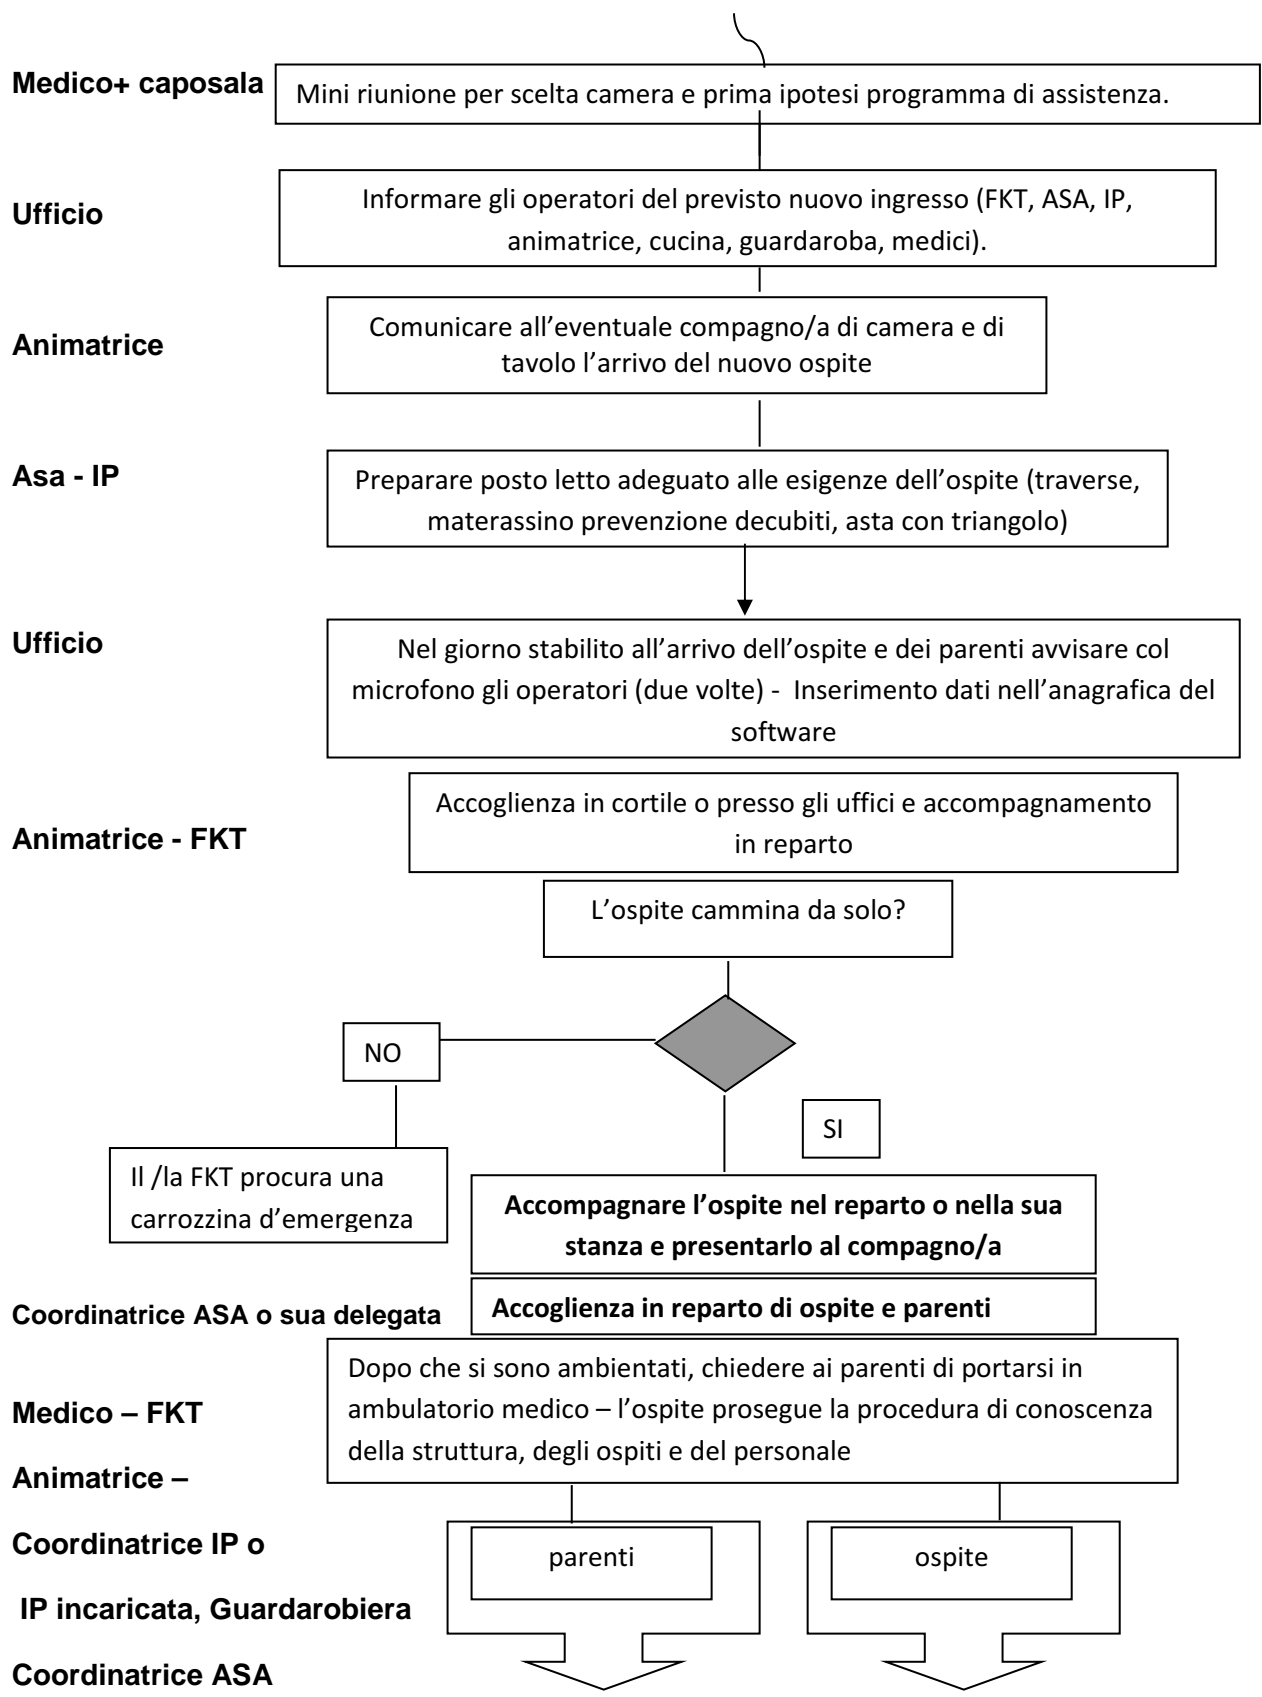 Medico+ caposala
Mini riunione per scelta camera e prima ipotesi programma di assistenza.
Ufficio
Informare gli operatori del previsto nuovo ingresso (FKT, ASA, IP,
animatrice, cucina, guardaroba, medici).
Animatrice
Comunicare all’eventuale compagno/a di camera e di
tavolo l’arrivo del nuovo ospite
Asa - IP
Preparare posto letto adeguato alle esigenze dell’ospite (traverse,
materassino prevenzione decubiti, asta con triangolo)
Ufficio
Nel giorno stabilito all’arrivo dell’ospite e dei parenti avvisare col
microfono gli operatori (due volte) - Inserimento dati nell’anagrafica del
software
Animatrice - FKT
Accoglienza in cortile o presso gli uffici e accompagnamento
in reparto
L’ospite cammina da solo?
NO
SI
Il /la FKT procura una
carrozzina d’emergenza
Accompagnare l’ospite nel reparto o nella sua
stanza e presentarlo al compagno/a
Coordinatrice ASA o sua delegata
Accoglienza in reparto di ospite e parenti
Dopo che si sono ambientati, chiedere ai parenti di portarsi in
ambulatorio medico – l’ospite prosegue la procedura di conoscenza
della struttura, degli ospiti e del personale
Medico – FKT
Animatrice –
Coordinatrice IP o
IP incaricata, Guardarobiera
Coordinatrice ASA
parenti
ospite